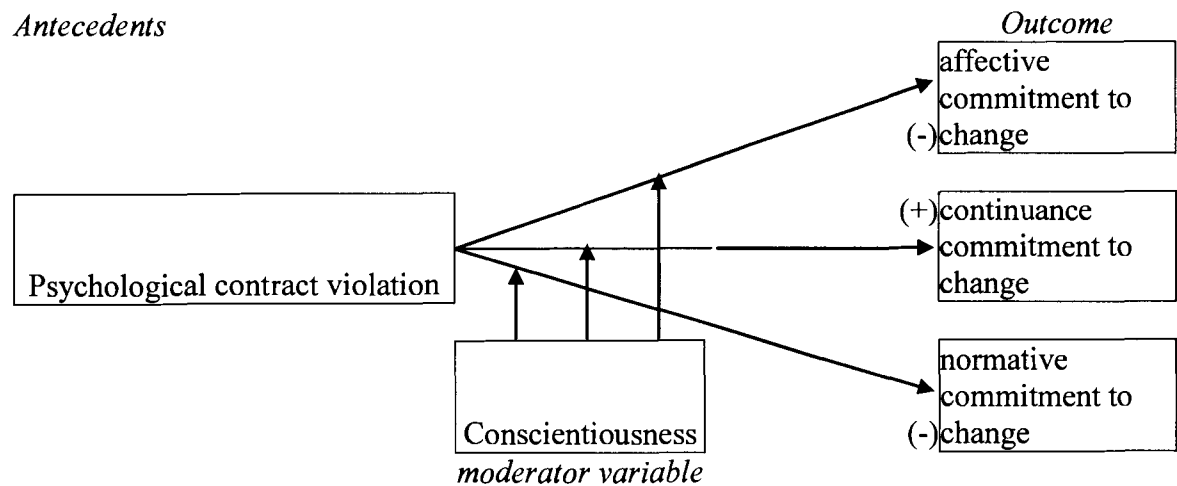 Antecedents
Outcome
affective
commitment to
(-)change
Psychological contract violation
(+)continuance
commitment to
change
Conscientiousness
moderator variable
normative
commitment to
(-)change